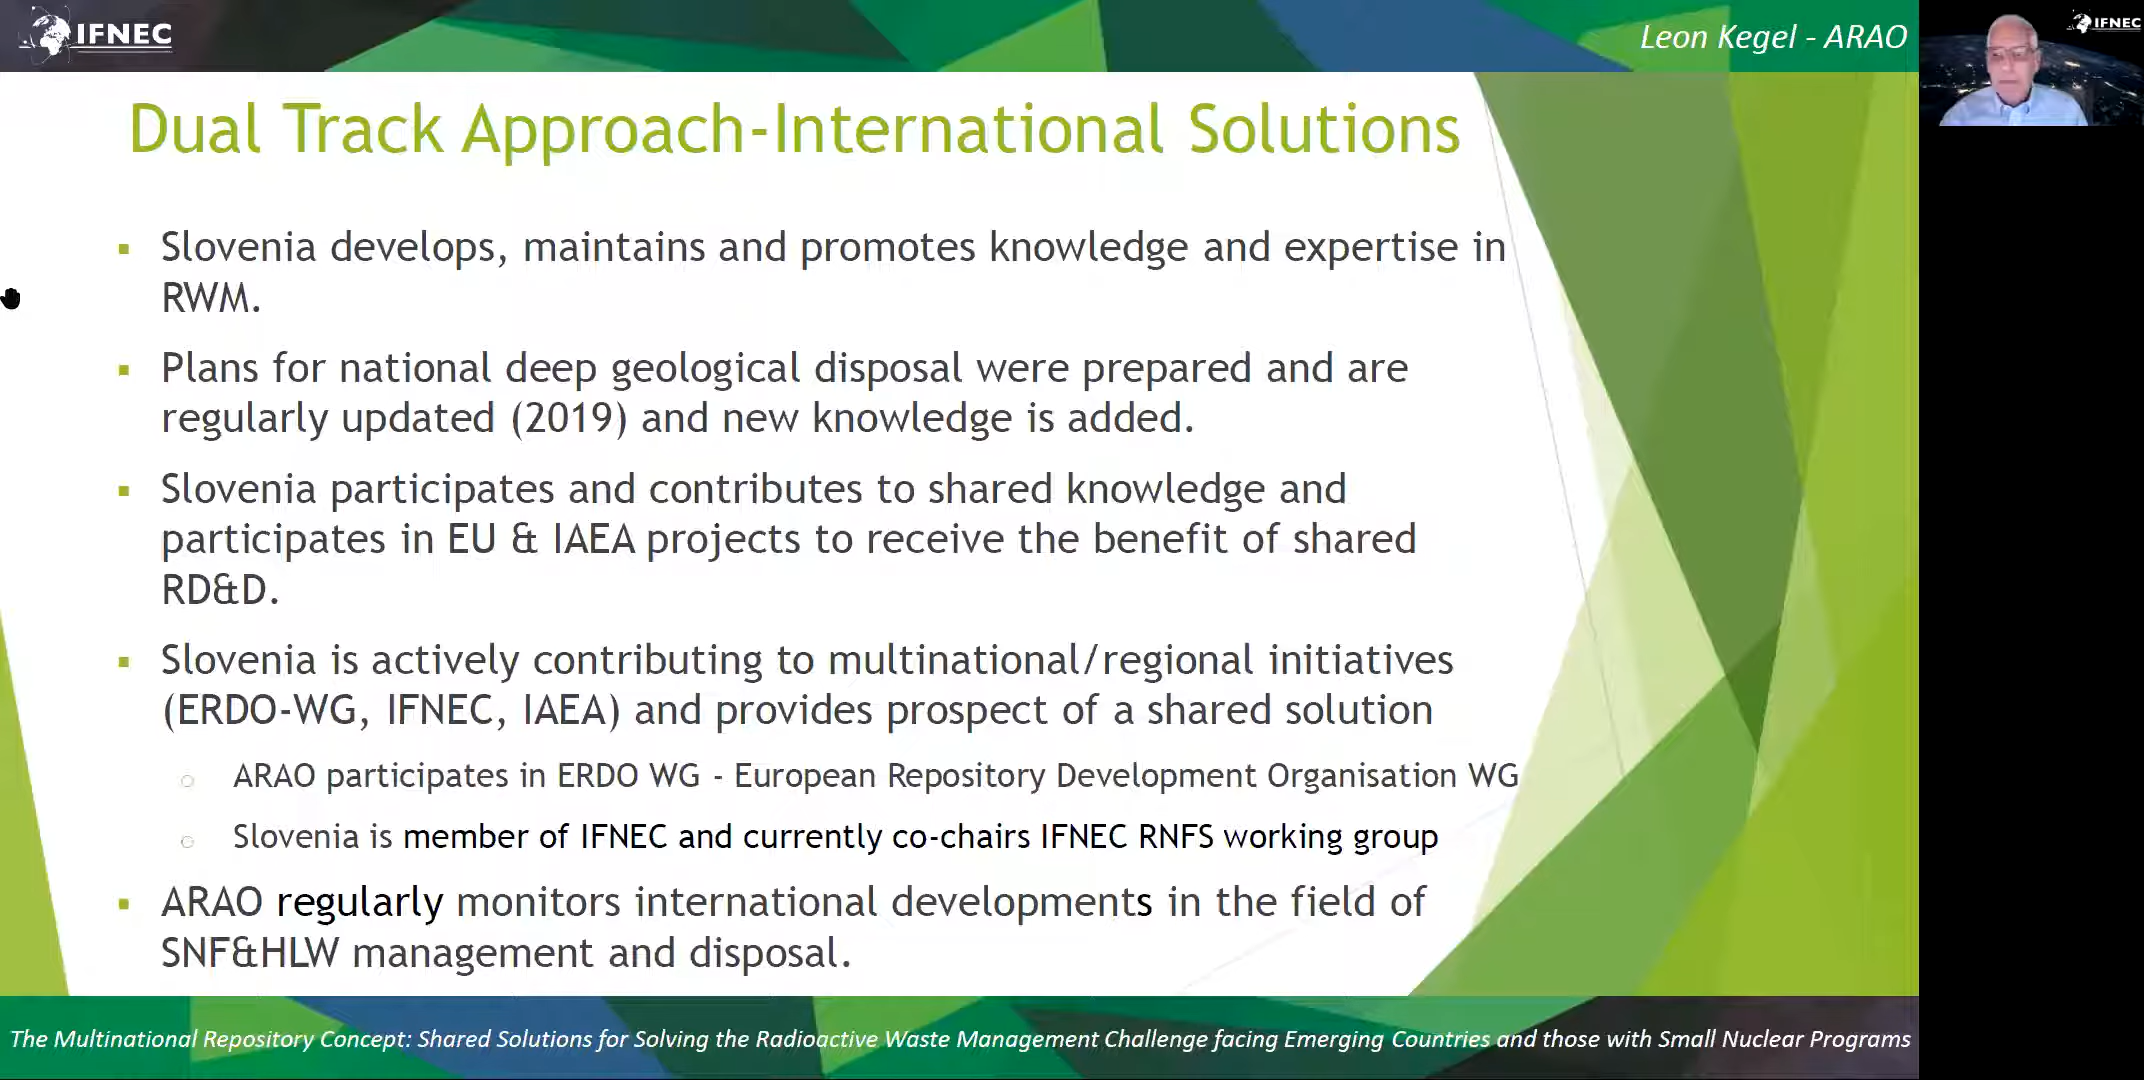 IFNEC
Leon Kegel - ARAO
IFNEC
Dual Track Approach-International Solutions
▪ Slovenia develops, maintains and promotes knowledge and expertise in
RWM.
▪ Plans for national deep geological disposal were prepared and are
regularly updated (2019) and new knowledge is added.
▪ Slovenia participates and contributes to shared knowledge and
participates in EU & IAEA projects to receive the benefit of shared
RD&D.
▪ Slovenia is actively contributing to multinational/regional initiatives
(ERDO-WG, IFNEC, IAEA) and provides prospect of a shared solution
○ ARAO participates in ERDO WG - European Repository Development Organisation WG
○ Slovenia is member of IFNEC and currently co-chairs IFNEC RNFS working group
▪ ARAO regularly monitors international developments in the field of
SNF&HLW management and disposal.
The Multinational Repository Concept: Shared Solutions for Solving the Radioactive Waste Management Challenge facing Emerging Countries and those with Small Nuclear Programs